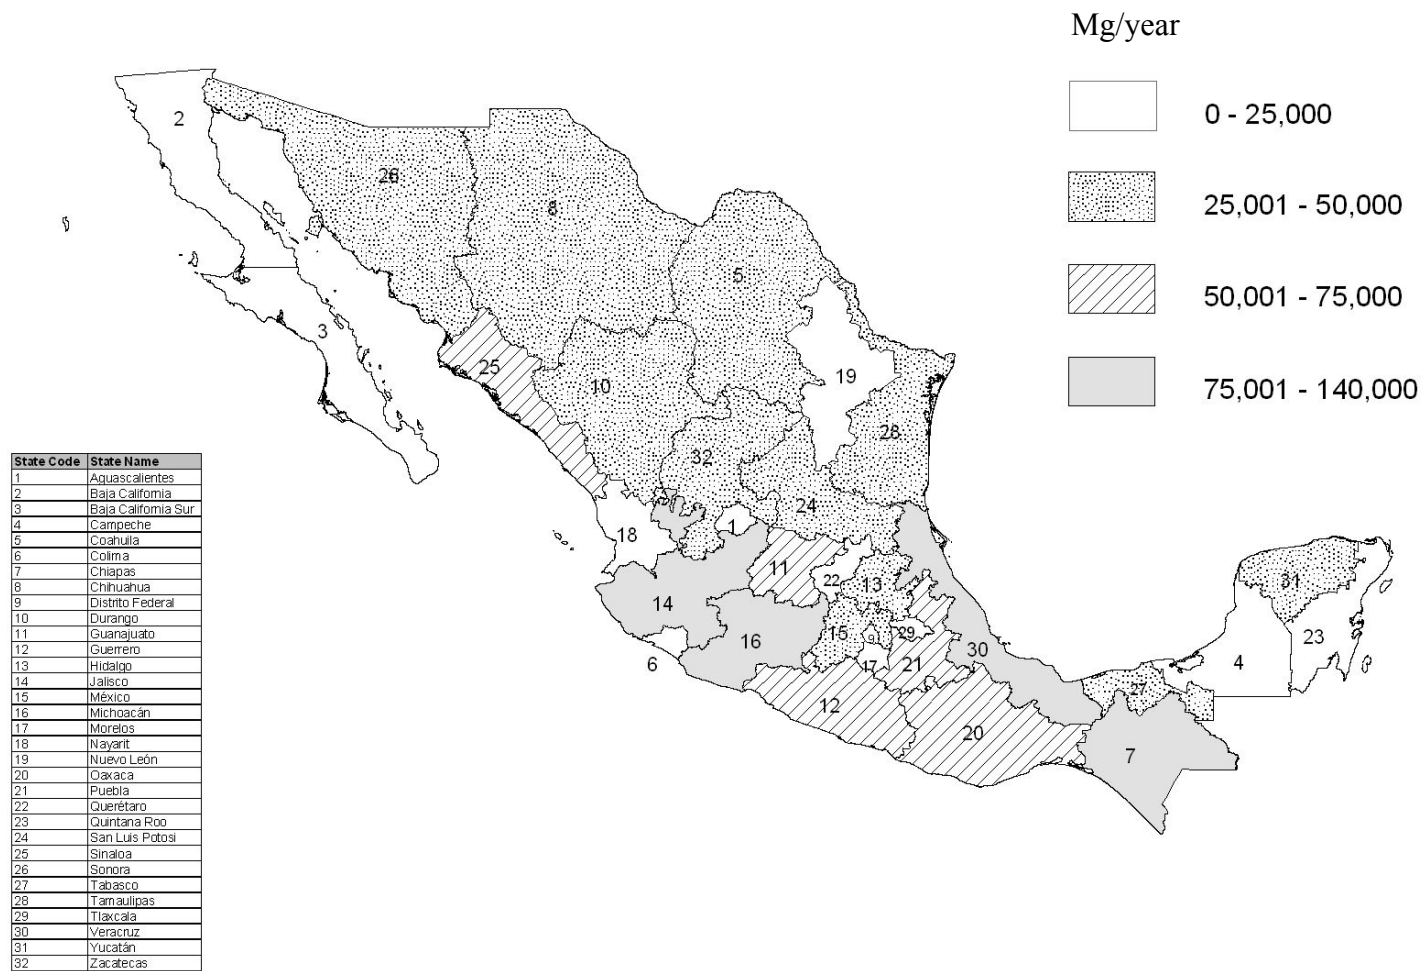 Mg/year
0 - 25,000
25,001 - 50,000
50,001 - 75,000
75,001 - 140,000
2
26
8
5
3
25
10
19
28
32
24
1
18
11
22
13
14
15
9
29
16
30
6
17
21
12
20
27
7
31
23
4
State Code State Name
1 Aguascalientes
2 Baja California
3 Baja California Sur
4 Campeche
5 Coahuila
6 Colima
7 Chiapas
8 Chihuahua
9 Distrito Federal
10 Durango
11 Guanajuato
12 Guerrero
13 Hidalgo
14 Jalisco
15 México
16 Michoacán
17 Morelos
18 Nayarit
19 Nuevo León
20 Oaxaca
21 Puebla
22 Querétaro
23 Quintana Roo
24 San Luis Potosi
25 Sinaloa
26 Sonora
27 Tabasco
28 Tamaulipas
29 Tlaxcala
30 Veracruz
31 Yucatán
32 Zacatecas